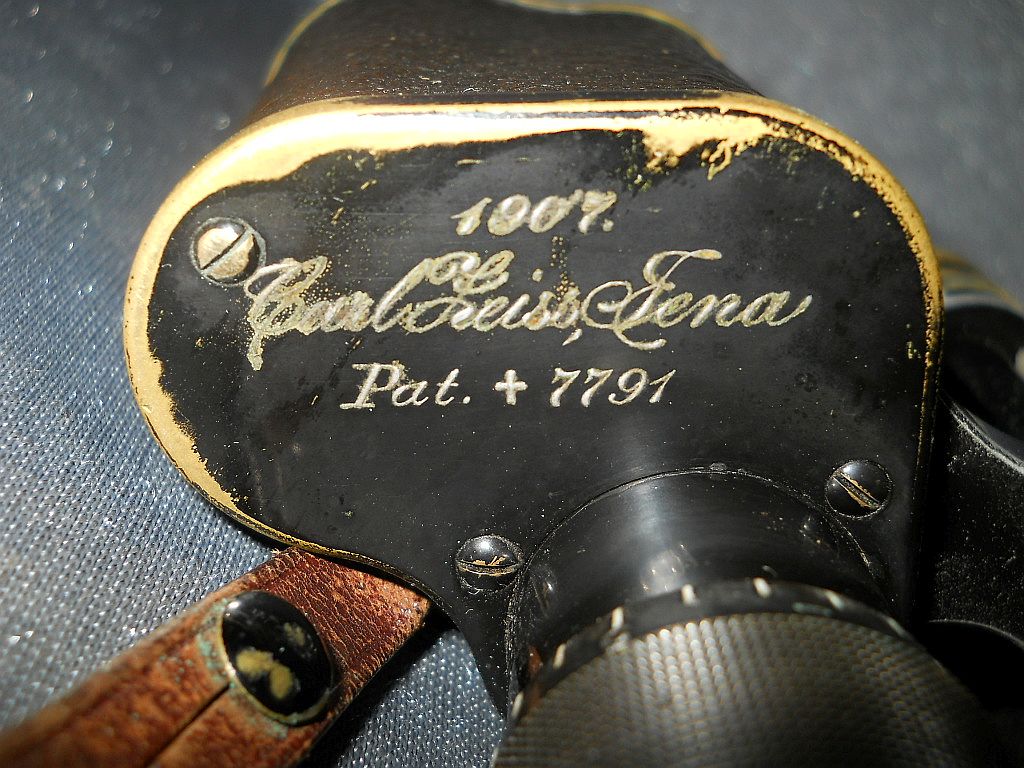 1907.
Carl Zeiss, Jena
Pat. + 7791